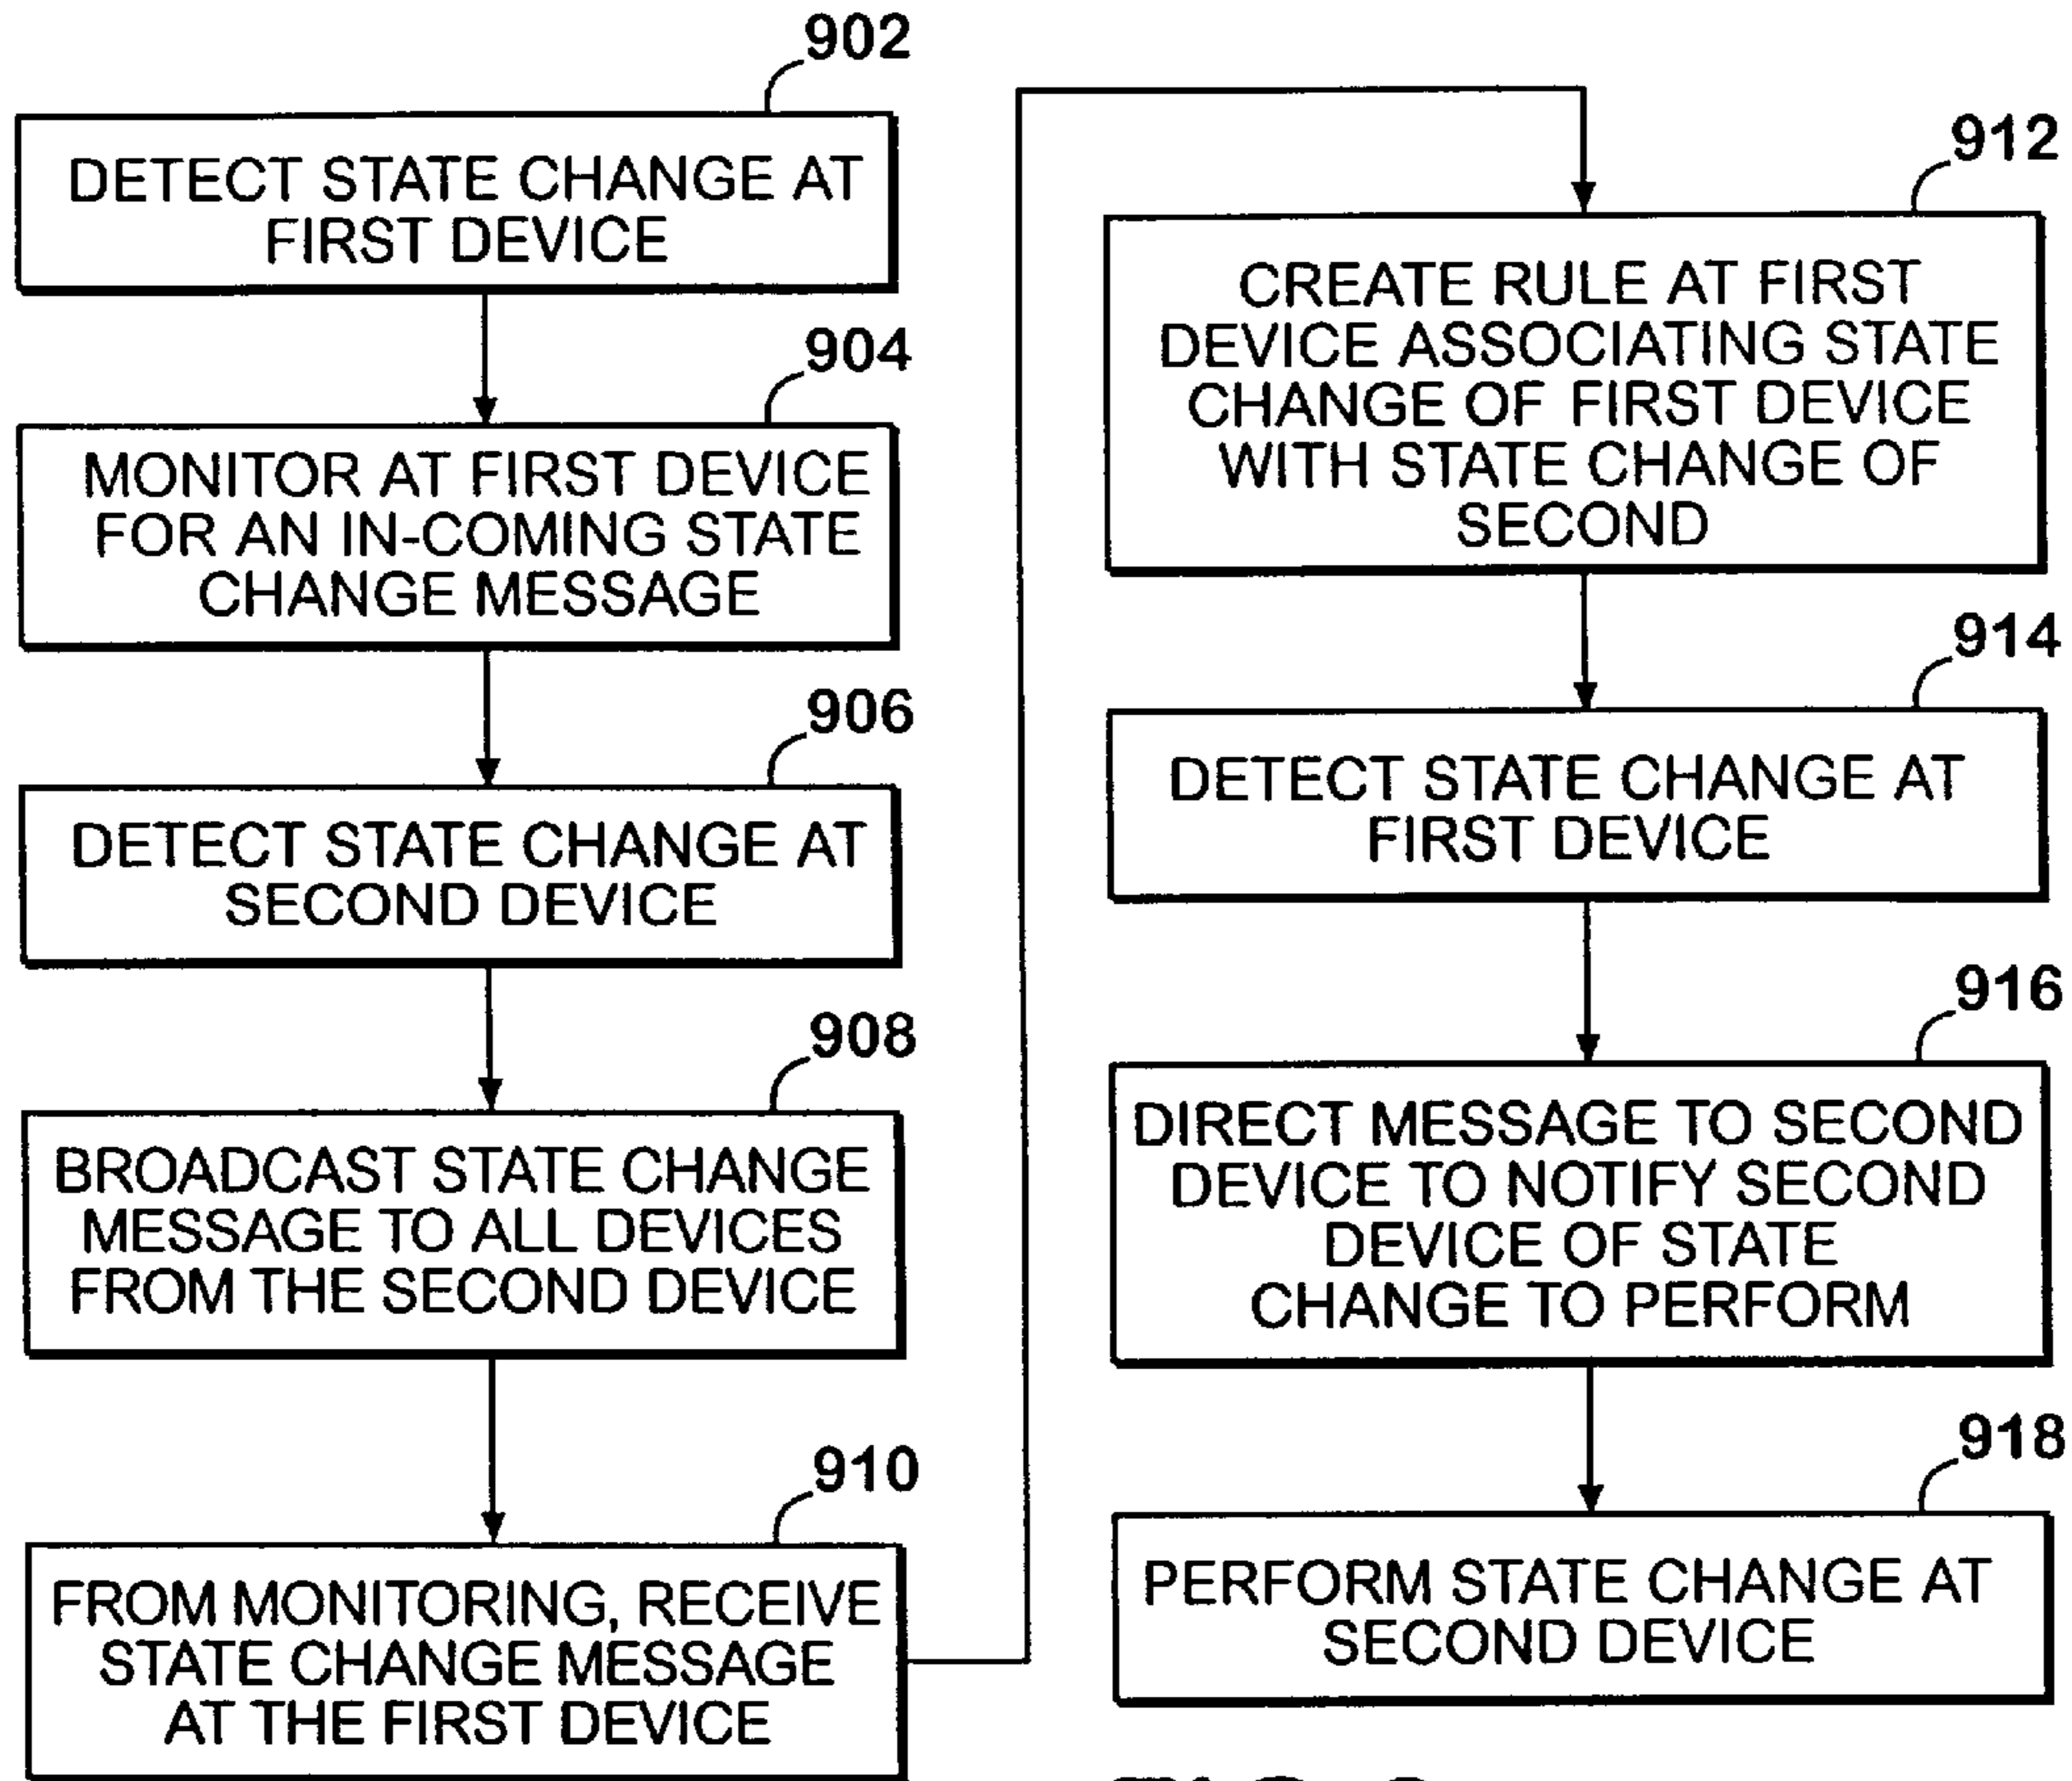 902
DETECT STATE CHANGE AT
FIRST DEVICE
904
MONITOR AT FIRST DEVICE
FOR AN IN-COMING STATE
CHANGE MESSAGE
906
DETECT STATE CHANGE AT
SECOND DEVICE
908
BROADCAST STATE CHANGE
MESSAGE TO ALL DEVICES
FROM THE SECOND DEVICE
910
FROM MONITORING, RECEIVE
STATE CHANGE MESSAGE
AT THE FIRST DEVICE
912
CREATE RULE AT FIRST
DEVICE ASSOCIATING STATE
CHANGE OF FIRST DEVICE
WITH STATE CHANGE OF
SECOND
914
DETECT STATE CHANGE AT
FIRST DEVICE
916
DIRECT MESSAGE TO SECOND
DEVICE TO NOTIFY SECOND
DEVICE OF STATE
CHANGE TO PERFORM
918
PERFORM STATE CHANGE AT
SECOND DEVICE